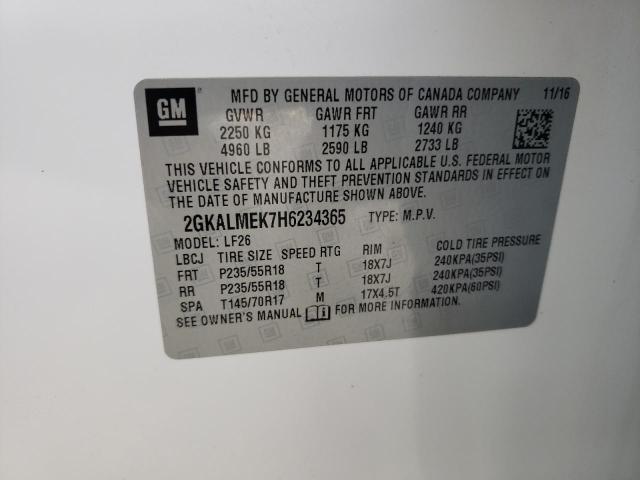 GM
MFD BY GENERAL MOTORS OF CANADA COMPANY 11/16
GVWR GAWR FRT GAWR RR
2250 KG 1175 KG 1240 KG
4960 LB 2590 LB 2733 LB
THIS VEHICLE CONFORMS TO ALL APPLICABLE U.S. FEDERAL MOTOR
VEHICLE SAFETY AND THEFT PREVENTION STANDARDS IN EFFECT ON
THE DATE OF MANUFACTURE SHOWN ABOVE.
2GKALMEK7H6234365 TYPE: M.P.V.
MODEL: LF26
LBCJ TIRE SIZE SPEED RTG RIM COLD TIRE PRESSURE
FRT P235/55R18 T 18X7J 240KPA(35PSI)
RR P235/55R18 T 18X7J 240KPA(35PSI)
SPA T145/70R17 M 17X4.5T 420KPA(60PSI)
SEE OWNER'S MANUAL FOR MORE INFORMATION.